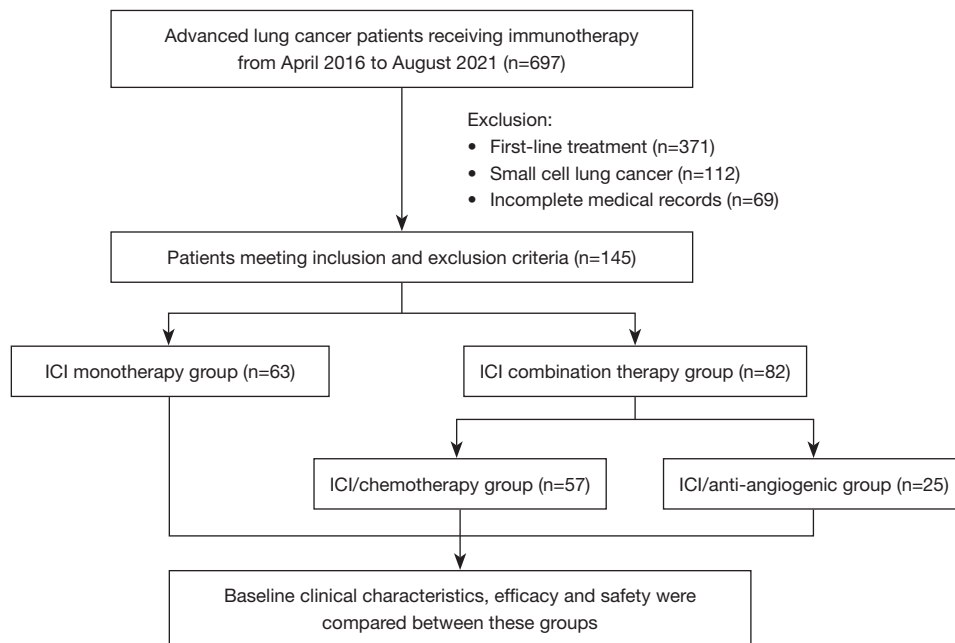 Advanced lung cancer patients receiving immunotherapy
from April 2016 to August 2021 (n=697)
Exclusion:
• First-line treatment (n=371)
• Small cell lung cancer (n=112)
• Incomplete medical records (n=69)
Patients meeting inclusion and exclusion criteria (n=145)
ICI monotherapy group (n=63)
ICI combination therapy group (n=82)
ICI/chemotherapy group (n=57)
ICI/anti-angiogenic group (n=25)
Baseline clinical characteristics, efficacy and safety were
compared between these groups